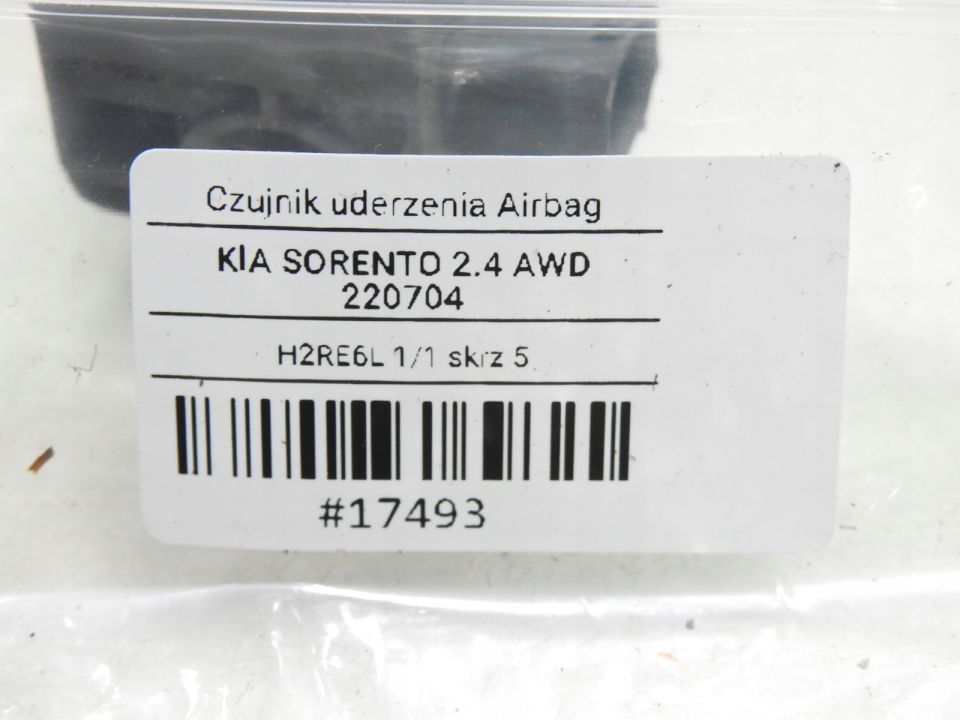 Czujnik uderzenia Airbag
KIA SORENTO 2.4 AWD
220704
H2RE6L 1/1 skrz 5
#17493